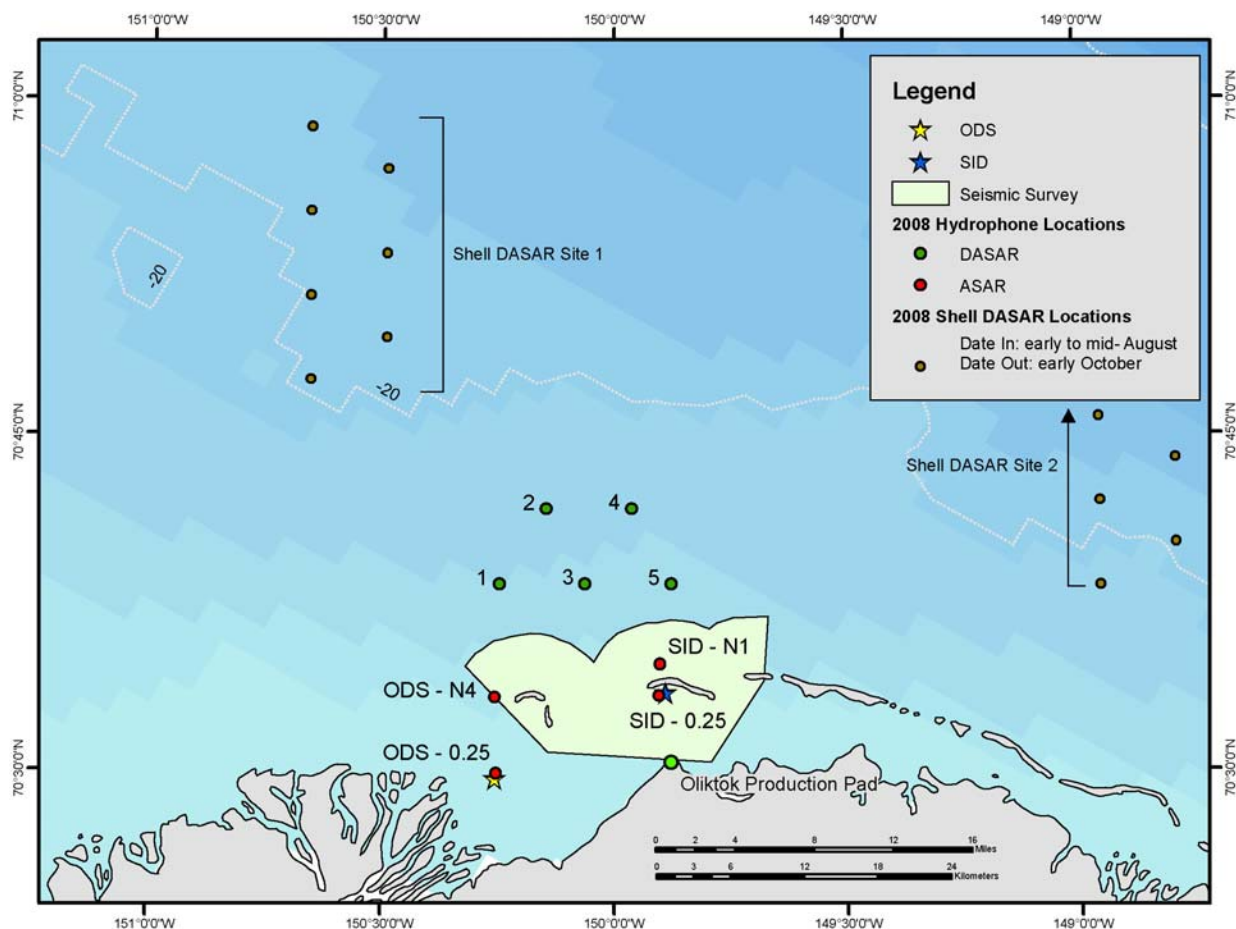 151°0'0"W
150°30'0"W
150°0'0"W
149°30'0"W
149°0'0"W
71°0'0"N
71°0'0"N
Legend
ODS
SID
Seismic Survey
2008 Hydrophone Locations
DASAR
ASAR
2008 Shell DASAR Locations
Date In: early to mid- August
Date Out: early October
Shell DASAR Site 1
-20
-20
70°45'0"N
70°45'0"N
Shell DASAR Site 2
2
4
1
3
5
SID - N1
ODS - N4
SID - 0.25
ODS - 0.25
70°30'0"N
70°30'0"N
Oliktok Production Pad
0 2 4 8 12 16
Miles
0 3 6 12 18 24
Kilometers
151°0'0"W
150°30'0"W
150°0'0"W
149°30'0"W
149°0'0"W